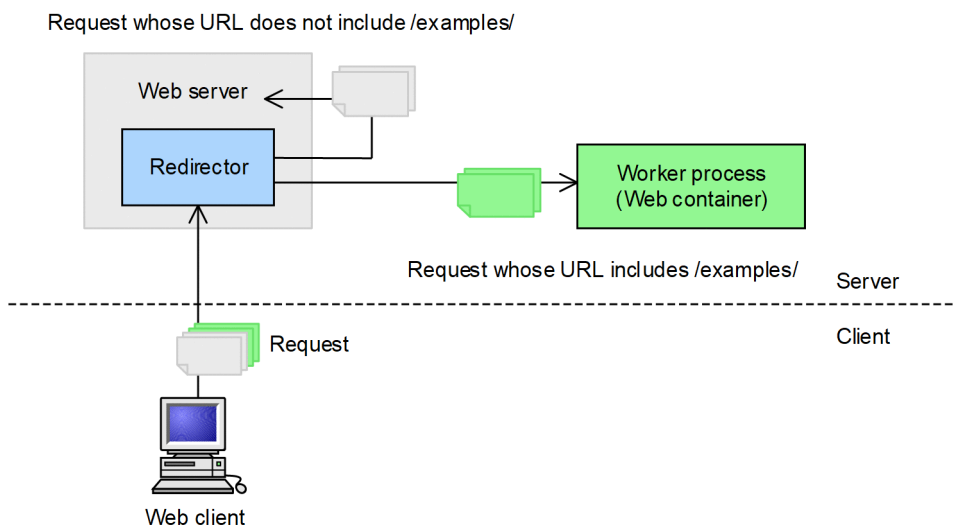 Request whose URL does not include /examples/
Web server
Redirector
Worker process
(Web container)
Request whose URL includes /examples/
Server
Client
Request
Web client